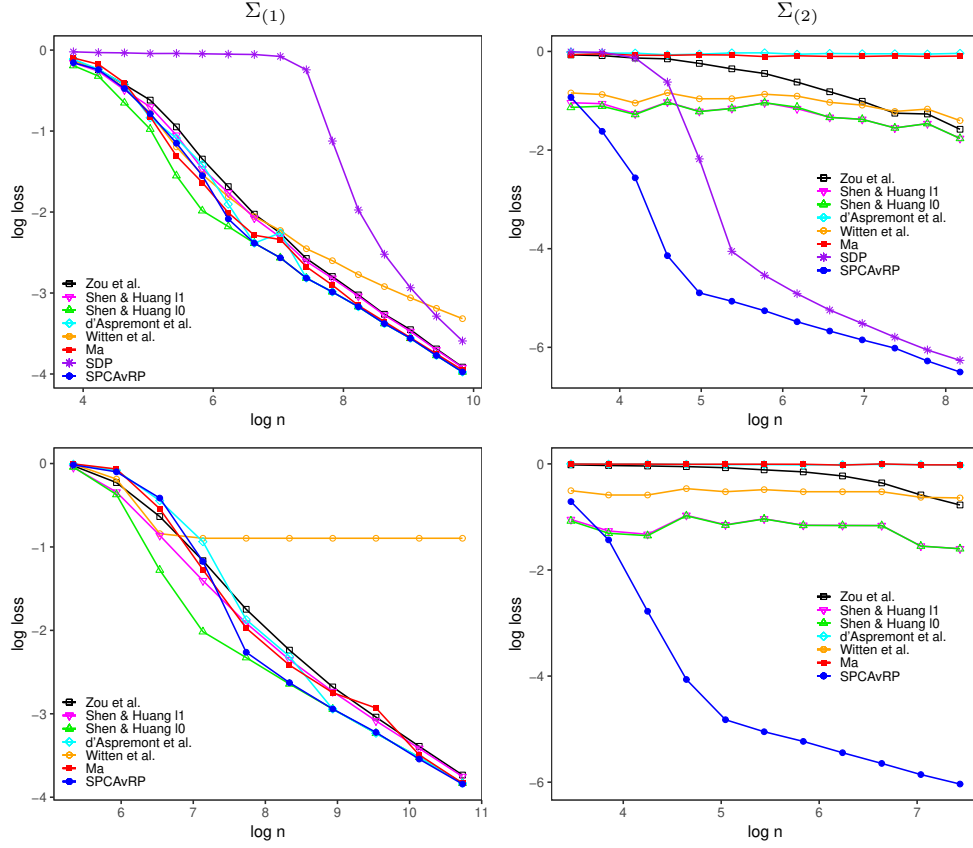 Σ(1)
Σ(2)
0
−1
−2
−3
−4
log loss
4
6
8
10
log n
Zou et al.
Shen & Huang l1
Shen & Huang l0
d'Aspremont et al.
Witten et al.
Ma
SDP
SPCAvRP
0
−2
−4
−6
log loss
4
5
6
7
8
log n
Zou et al.
Shen & Huang l1
Shen & Huang l0
d'Aspremont et al.
Witten et al.
Ma
SDP
SPCAvRP
0
−1
−2
−3
−4
log loss
6
7
8
9
10
11
log n
Zou et al.
Shen & Huang l1
Shen & Huang l0
d'Aspremont et al.
Witten et al.
Ma
SPCAvRP
0
−2
−4
−6
log loss
4
5
6
7
log n
Zou et al.
Shen & Huang l1
Shen & Huang l0
d'Aspremont et al.
Witten et al.
Ma
SPCAvRP